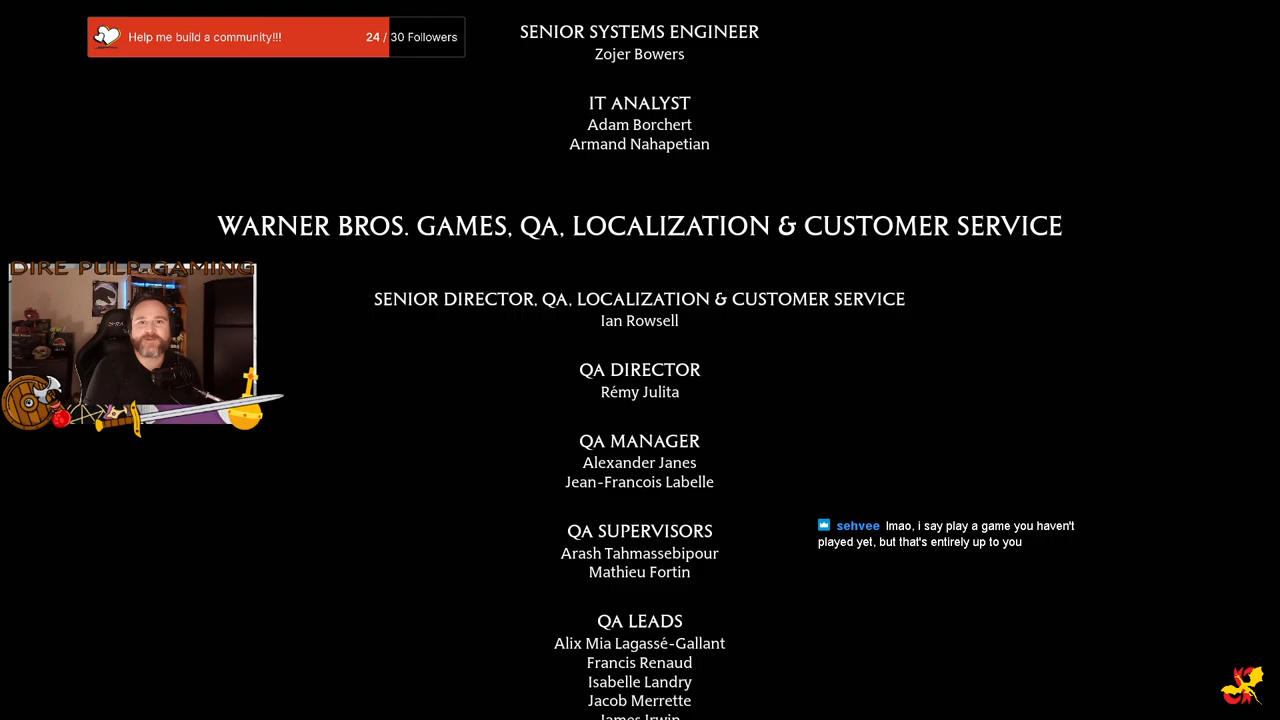 Help me build a community!!!
24 / 30 Followers
SENIOR SYSTEMS ENGINEER
Zojer Bowers
IT ANALYST
Adam Borchert
Armand Nahapetian
WARNER BROS. GAMES, QA, LOCALIZATION & CUSTOMER SERVICE
DIRE PULP GAMING
SENIOR DIRECTOR, QA, LOCALIZATION & CUSTOMER SERVICE
Ian Rowsell
QA DIRECTOR
Rémy Julita
QA MANAGER
Alexander Janes
Jean-Francois Labelle
QA SUPERVISORS
Arash Tahmassebipour
Mathieu Fortin
sehvee lmao, i say play a game you haven't
played yet, but that's entirely up to you
QA LEADS
Alix Mia Lagassé-Gallant
Francis Renaud
Isabelle Landry
Jacob Merrette
James Irwin